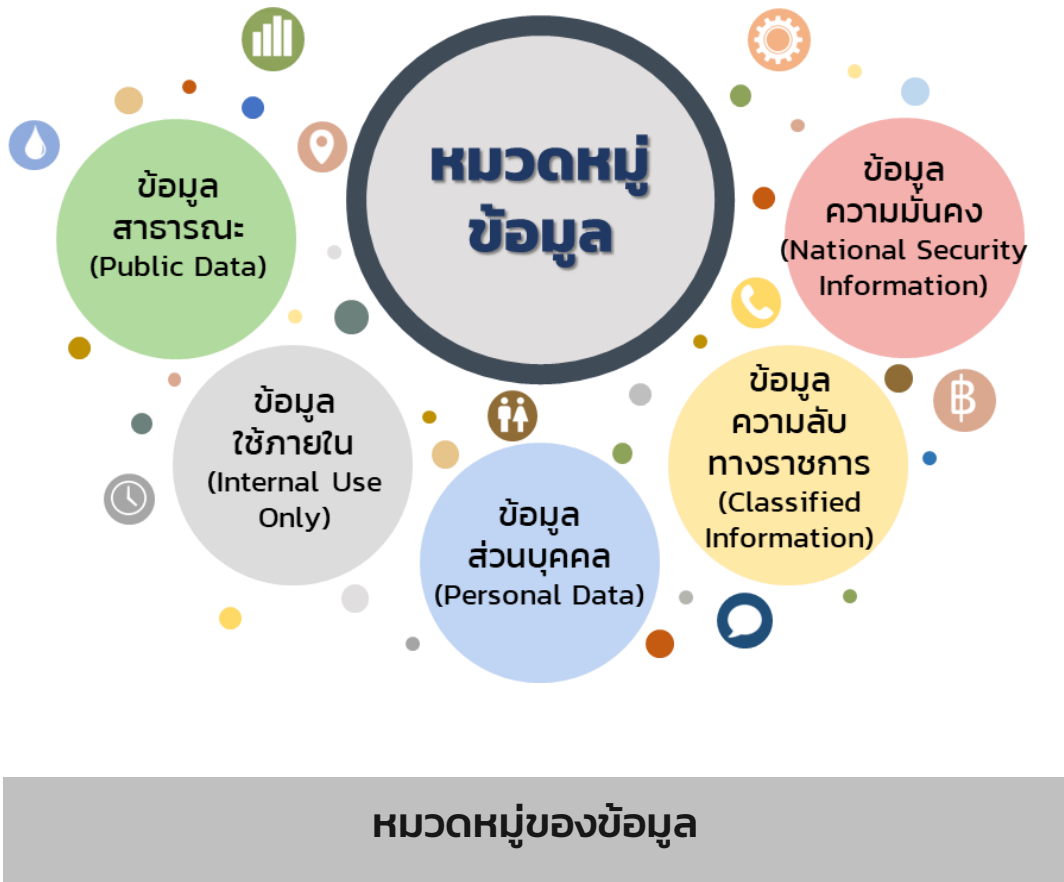 หมวดหมู่
ข้อมูล
ข้อมูล
สาธารณะ
(Public Data)
ข้อมูล
ใช้ภายใน
(Internal Use
Only)
ข้อมูล
ส่วนบุคคล
(Personal Data)
ข้อมูล
ความลับ
ทางราชการ
(Classified
Information)
ข้อมูล
ความมั่นคง
(National Security
Information)
หมวดหมู่ของข้อมูล